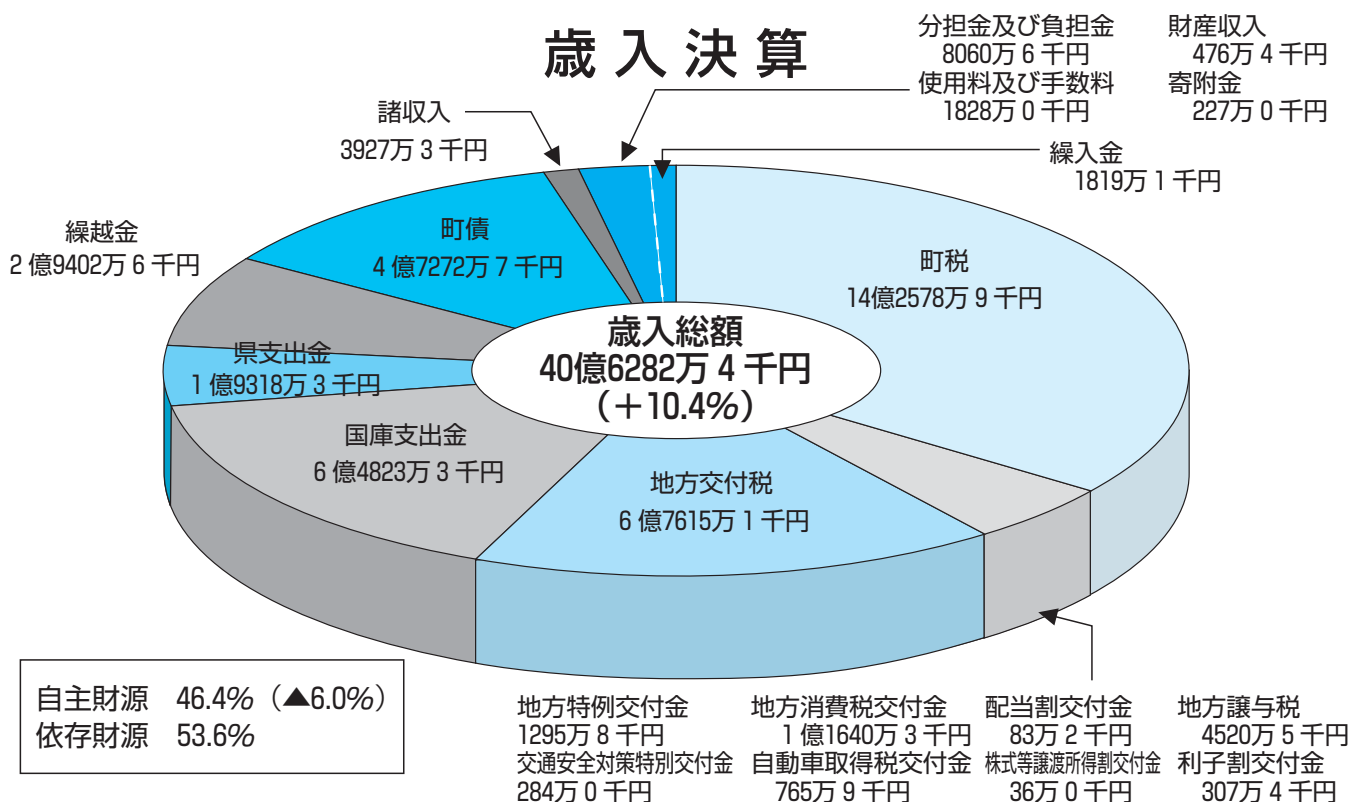 歳入決算
分担金及び負担金
8060万6千円
財産収入
476万4千円
使用料及び手数料
1828万0千円
寄附金
227万0千円
諸収入
3927万3千円
繰入金
1819万1千円
繰越金
2億9402万6千円
町債
4億7272万7千円
町税
14億2578万9千円
歳入総額
40億6282万4千円
（＋10.4%）
県支出金
1億9318万3千円
国庫支出金
6億4823万3千円
地方交付税
6億7615万1千円
自主財源 46.4%（▲6.0%）
依存財源 53.6%
地方特例交付金
1295万8千円
地方消費税交付金
1億1640万3千円
配当割交付金
83万2千円
地方譲与税
4520万5千円
交通安全対策特別交付金
284万0千円
自動車取得税交付金
765万9千円
株式等譲渡所得割交付金
36万0千円
利子割交付金
307万4千円